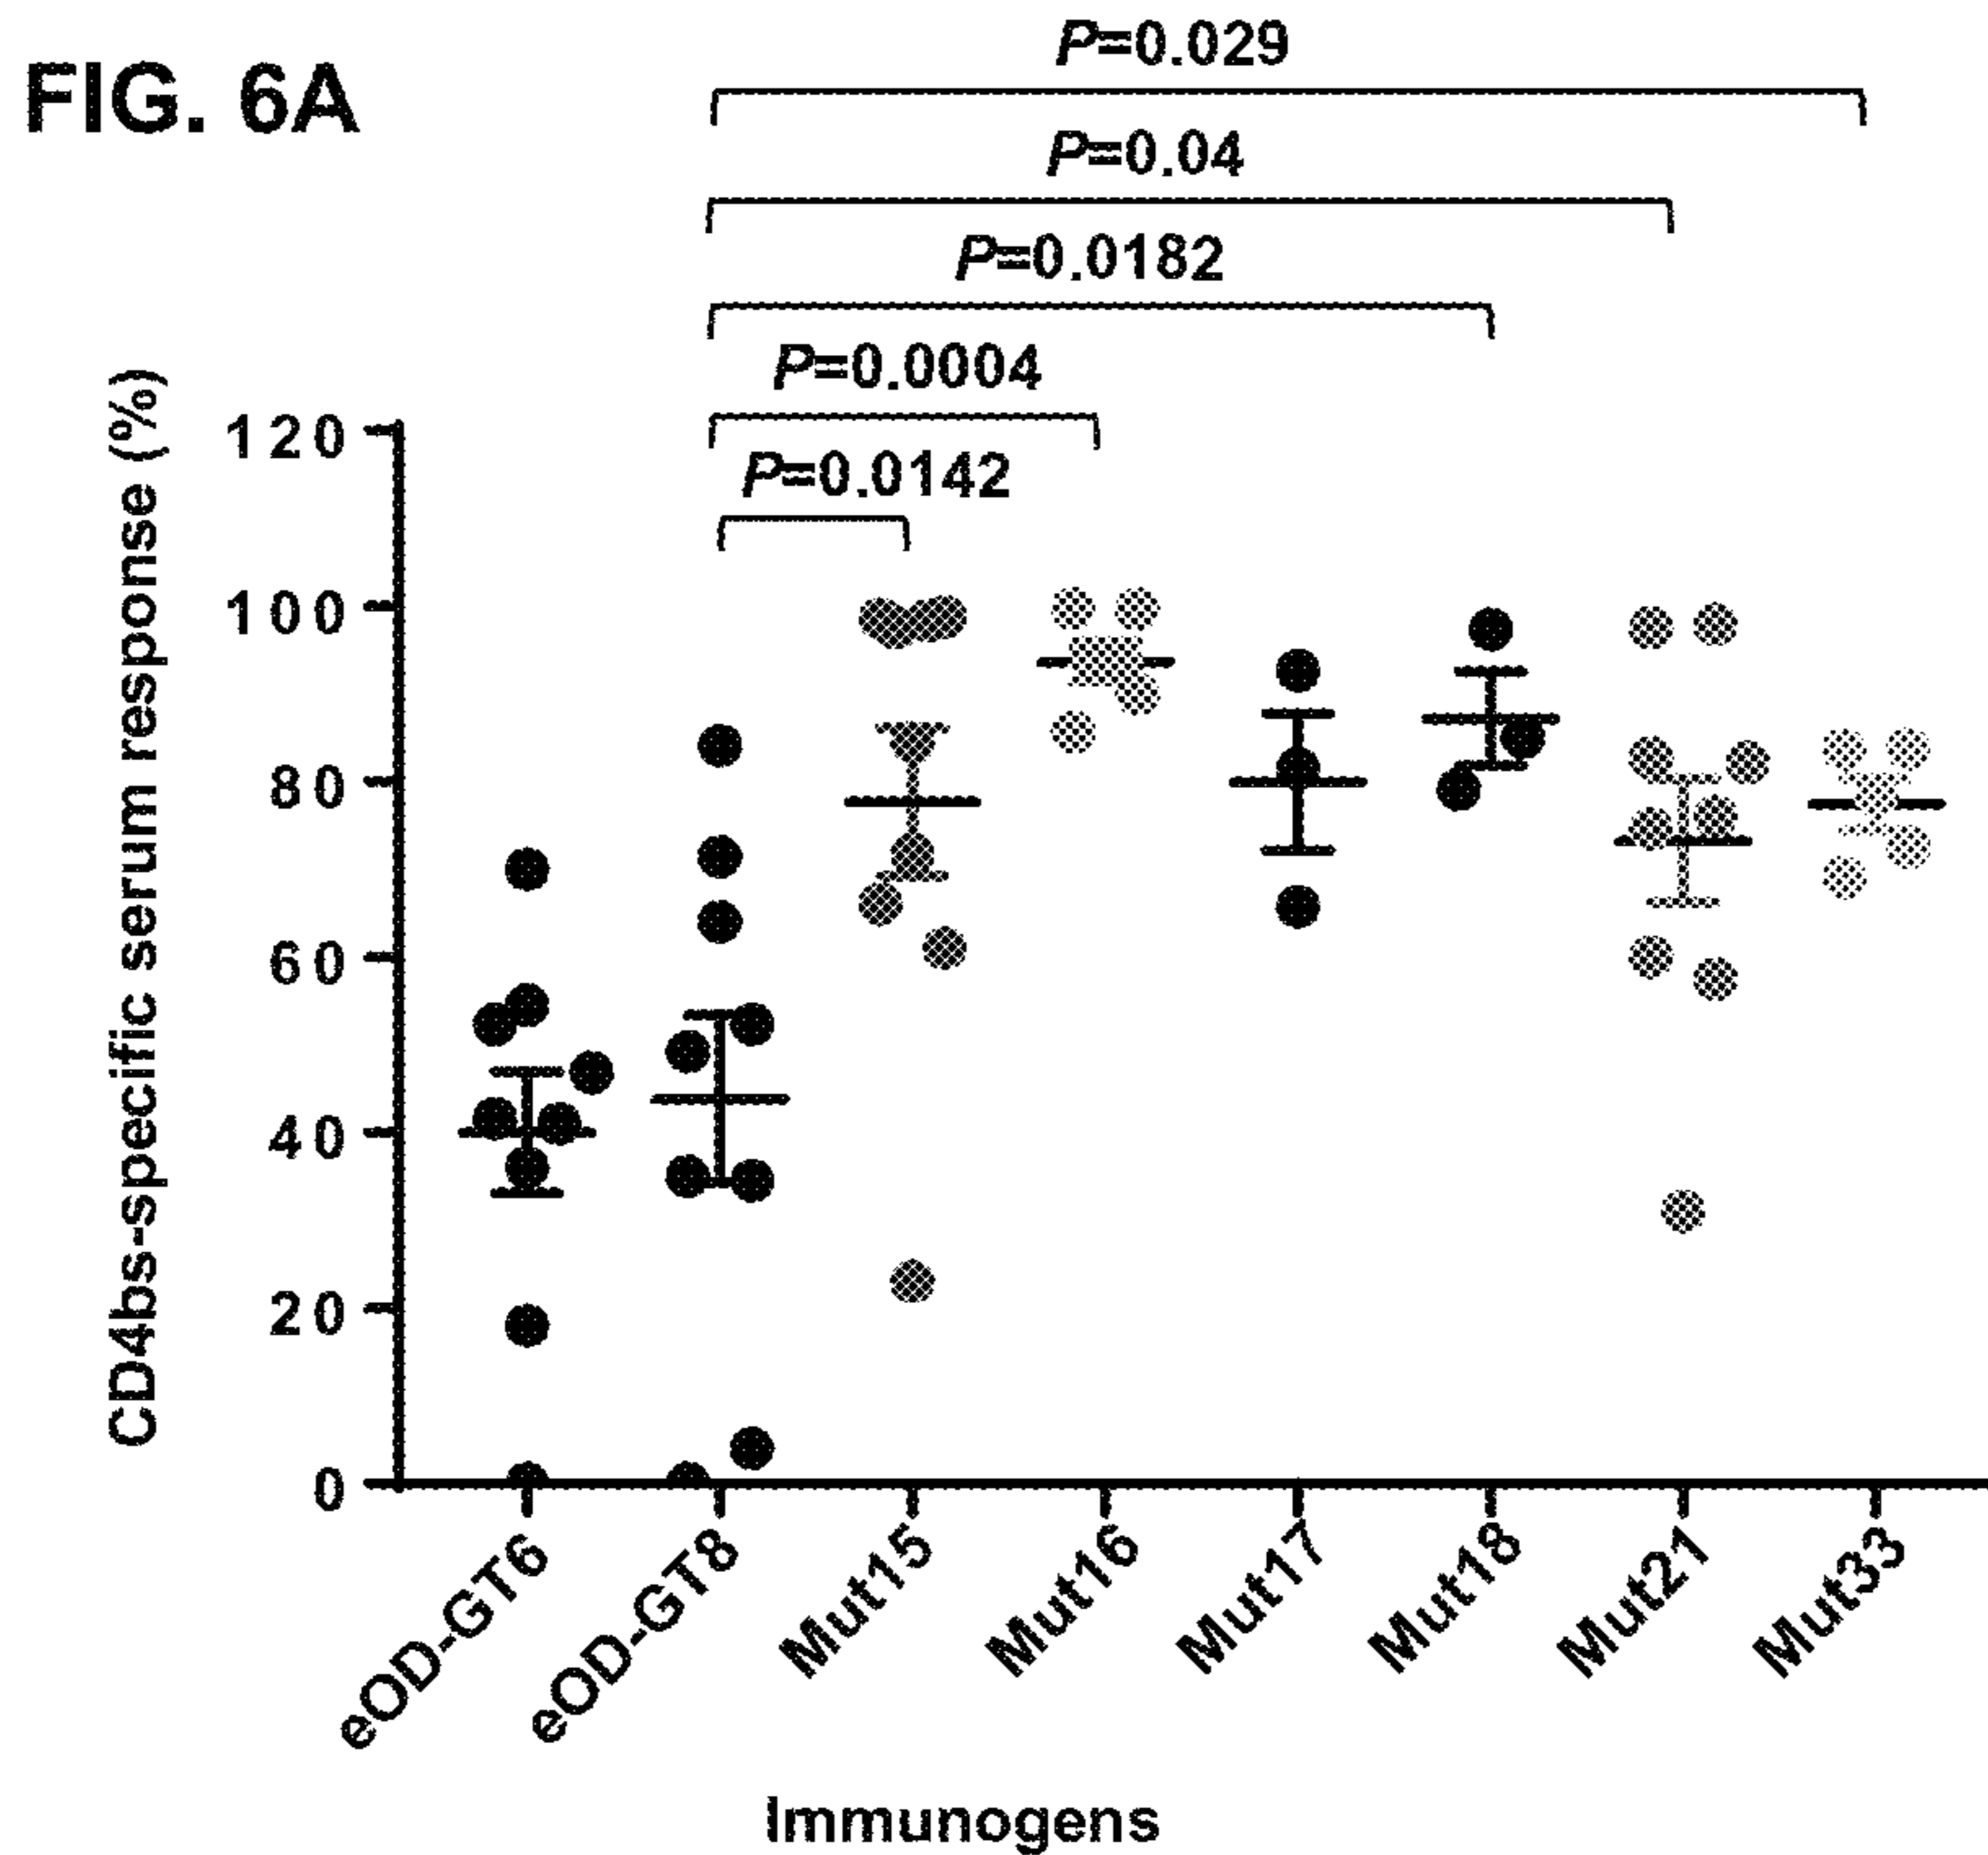 FIG. 6A
P=0.029
P=0.04
P=0.0182
P=0.0004
P=0.0142
CD4bs-specific serum response (%)
120
100
80
60
40
20
0
eOD-GT6
eOD-GT8
Mut15
Mut16
Mut17
Mut18
Mut21
Mut33
Immunogens